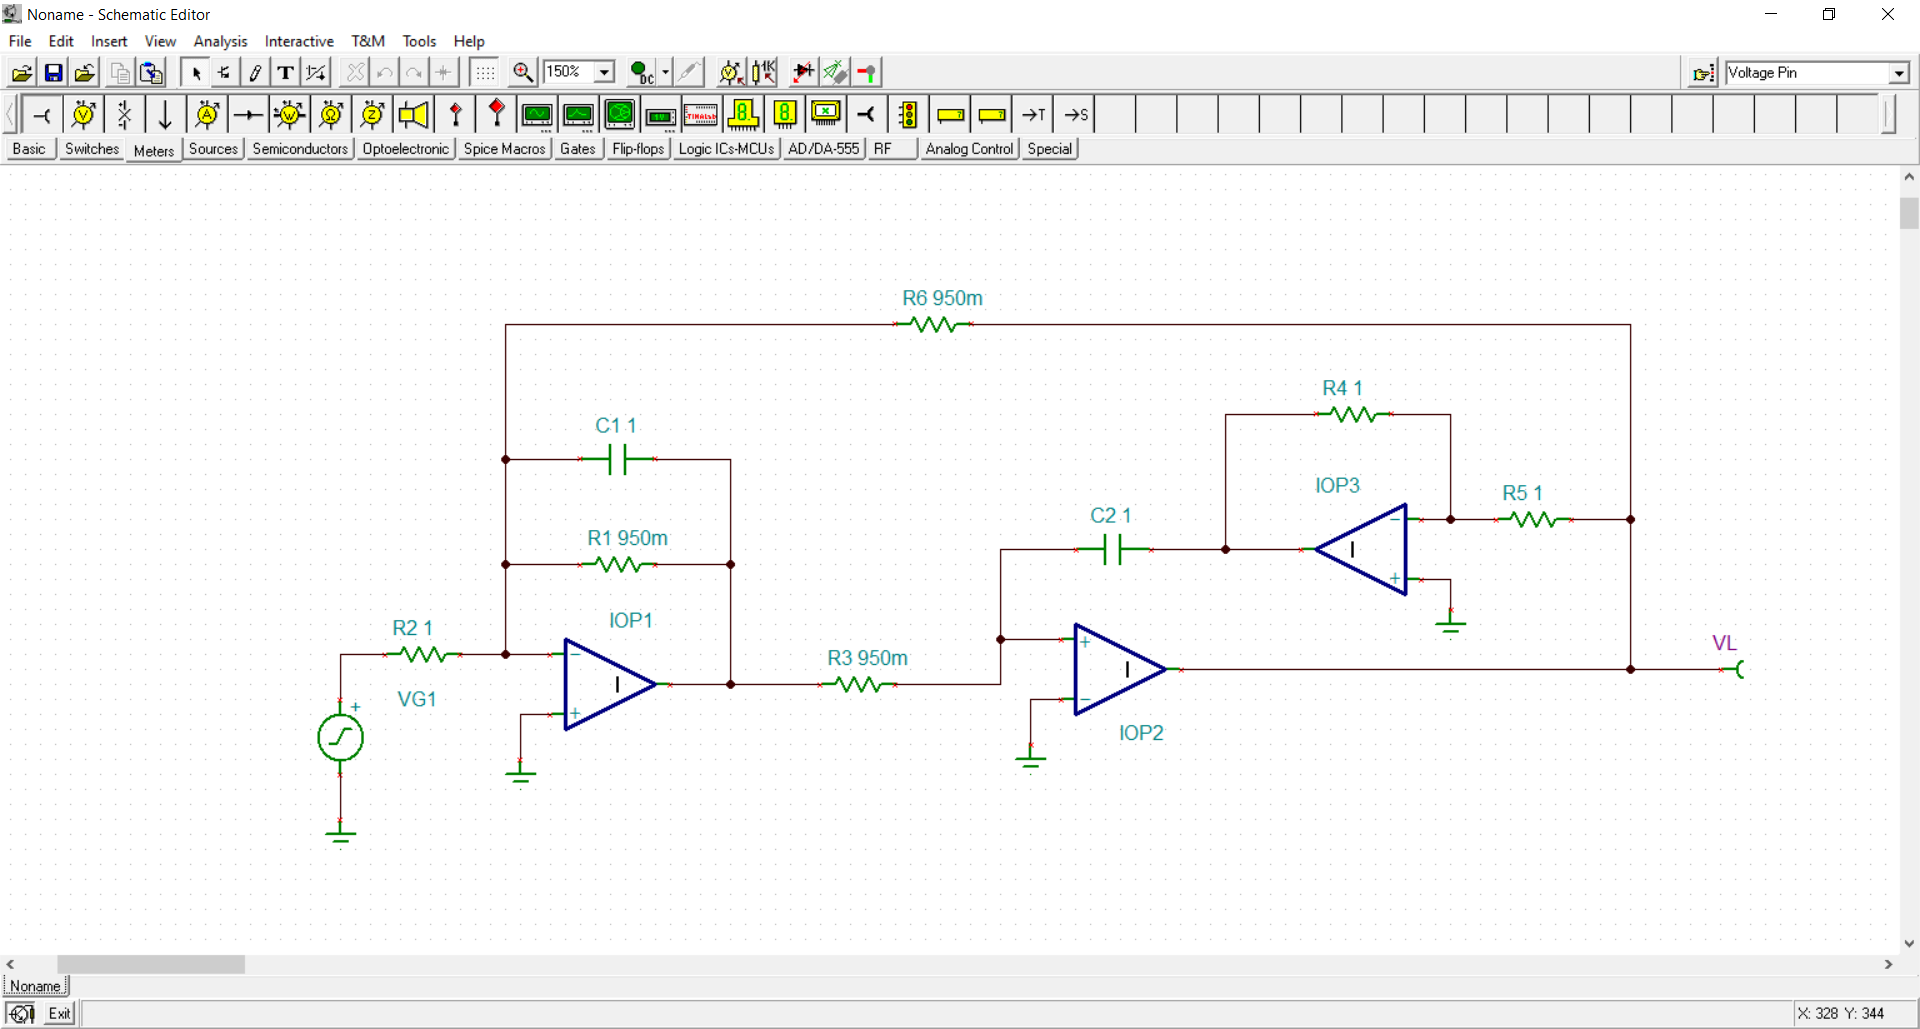 Noname - Schematic Editor
File Edit Insert View Analysis Interactive T&M Tools Help
T 150% DC 1K Voltage Pin
→T →S
Basic Switches Meters Sources Semiconductors Optoelectronic Spice Macros Gates Flip-flops Logic ICs-MCUs AD/DA-555 RF Analog Control Special
R6 950m
R4 1
C1 1
IOP3
R5 1
C2 1
R1 950m
IOP1
R2 1
VL
R3 950m
VG1
IOP2
Noname
Exit
X: 328 Y: 344